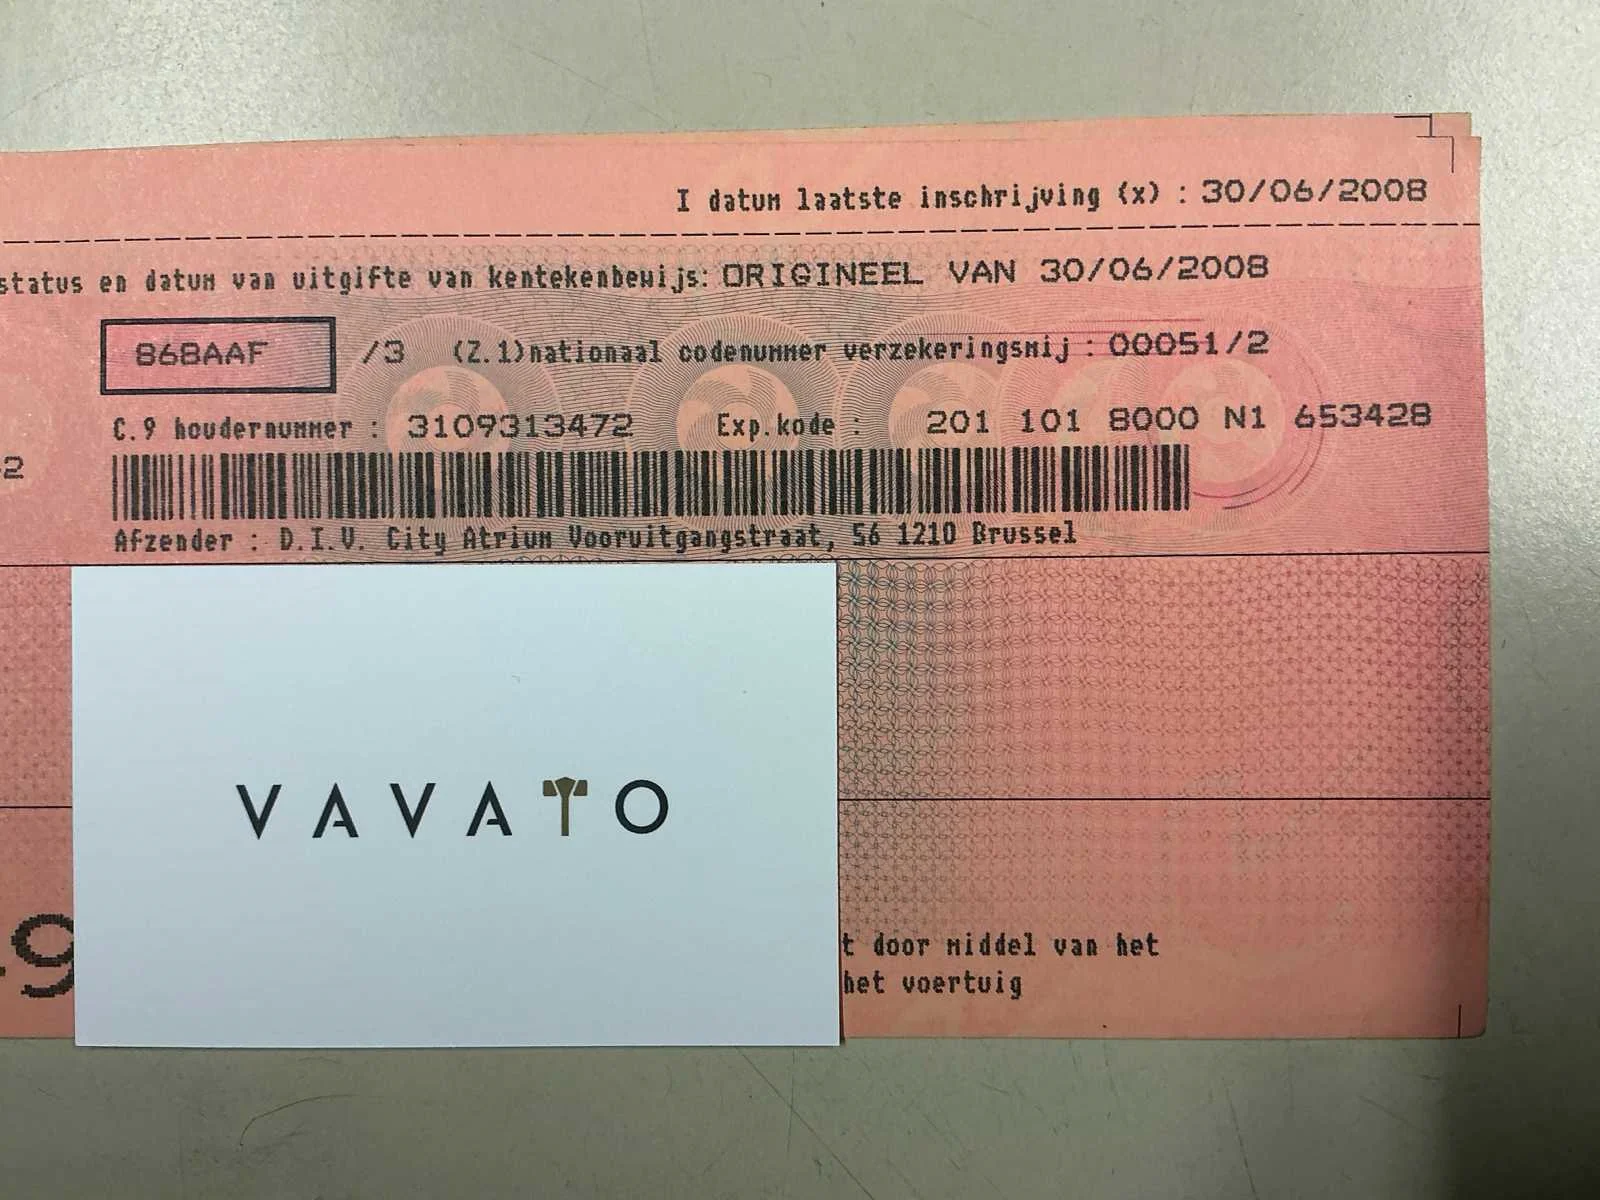 I datum laatste inschrijving (x) : 30/06/2008
status en datum van uitgifte van kentekenbewijs: ORIGINEEL VAN 30/06/2008
868AAF /3 (Z.1)nationaal codenummer verzekeringsmij : 00051/2
C.9 houdernummer : 3109313472 Exp.kode : 201 101 8000 N1 653428
2
Afzender : D.I.V. City Atrium Vooruitgangstraat, 56 1210 Brussel
VAVATO
t door middel van het
9
het voertuig